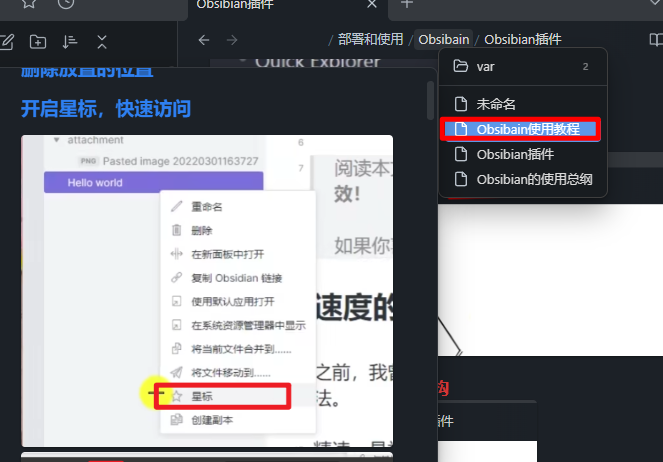 Obsibian插件
/ 部署和使用 / Obsibain / Obsibian插件
Quick Explorer
var 2
未命名
Obsibain使用教程
Obsibian插件
Obsibian的使用总纲
删除放置的位置
开启星标，快速访问
attachment
PNG Pasted image 20220301163727
Hello world
重命名
删除
在新面板中打开
复制 Obsidian 链接
使用默认应用打开
在系统资源管理器中显示
将当前文件合并到......
将文件移动到......
星标
创建副本
6
7
阅读本
效！
如果你
速度的
之前，我
法。
构
插件